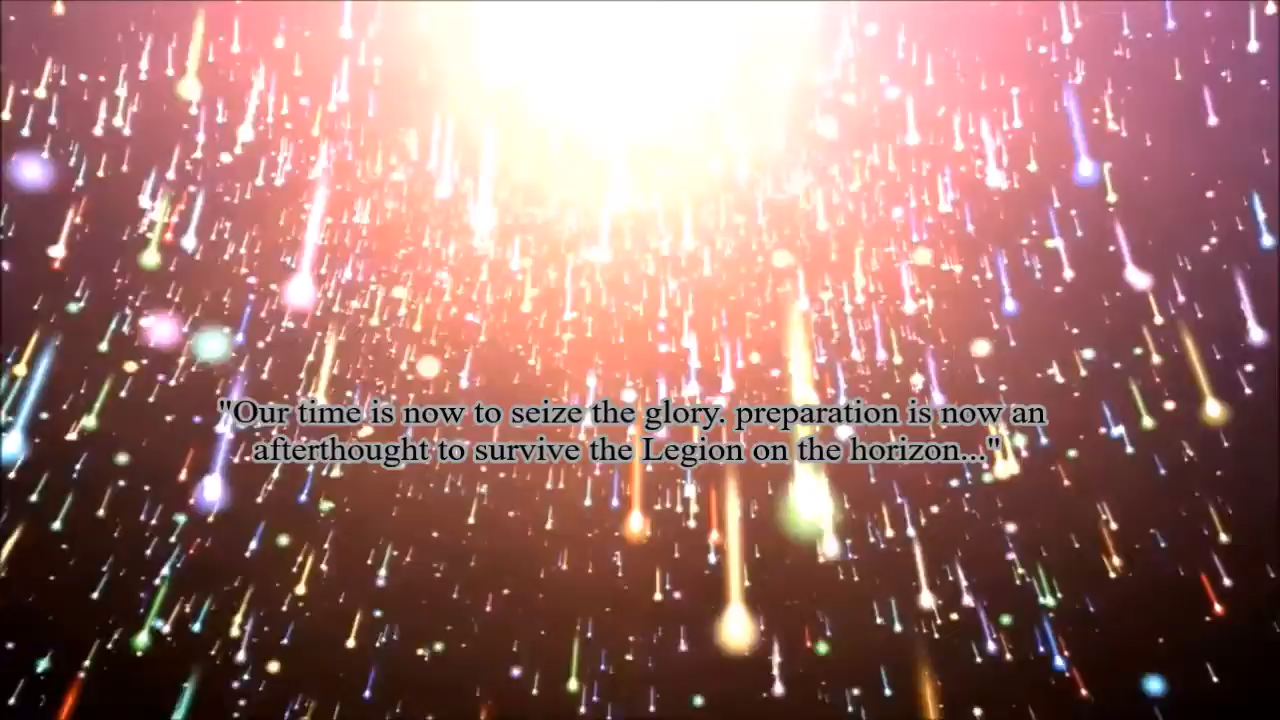 "Our time is now to seize the glory. preparation is now an
afterthought to survive the Legion on the horizon..."